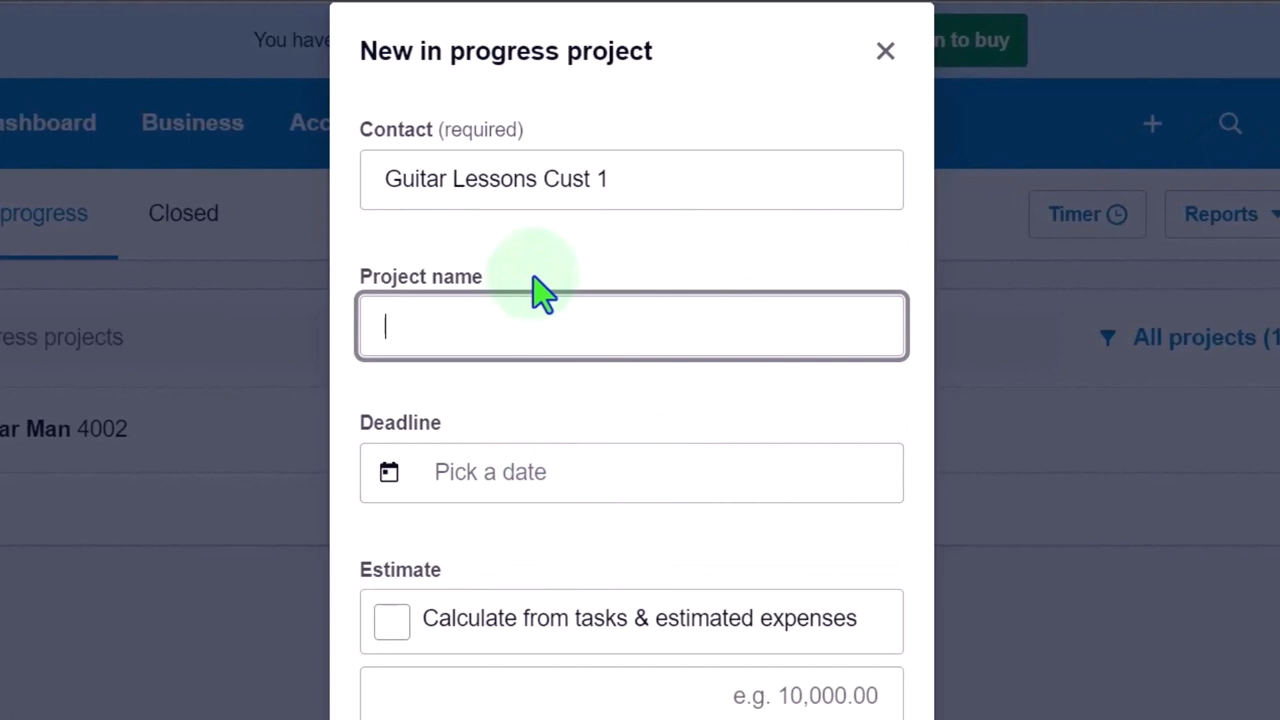 You have
n to buy
New in progress project
ashboard
Business
Acc
Contact (required)
Guitar Lessons Cust 1
progress
Closed
Timer
Reports
Project name
ess projects
All projects (1
ar Man 4002
Deadline
Pick a date
Estimate
Calculate from tasks & estimated expenses
e.g. 10,000.00